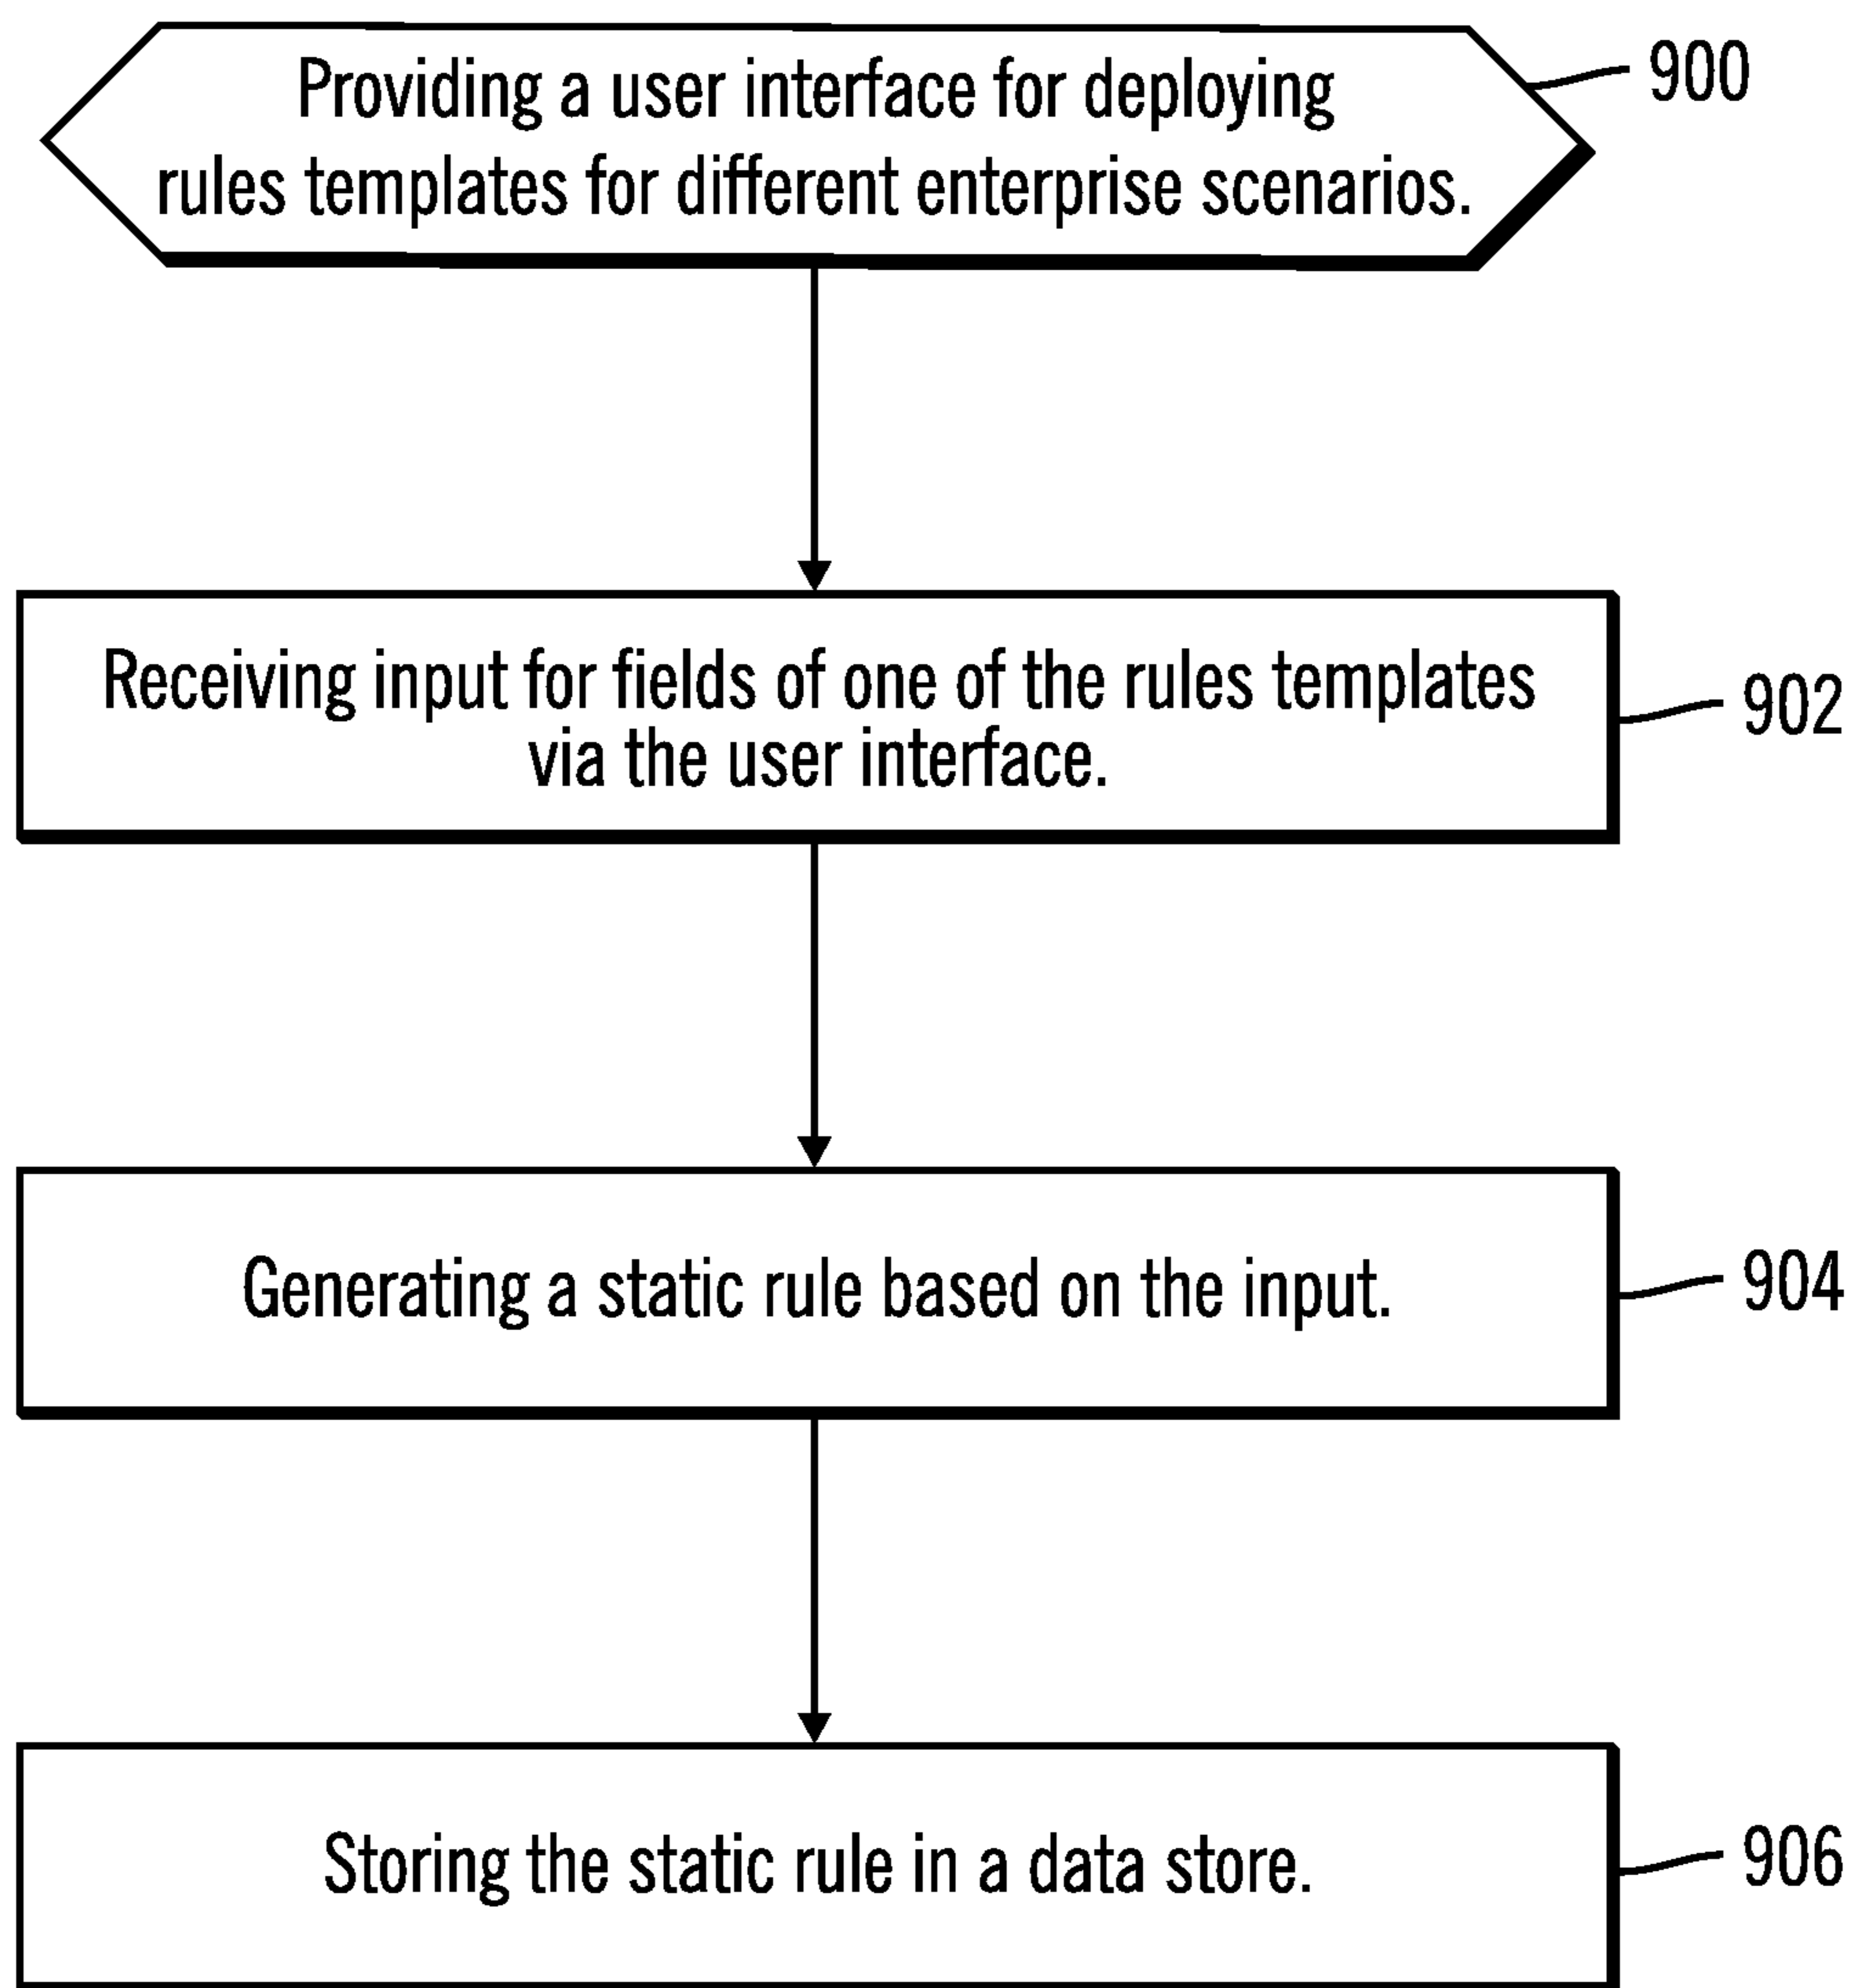 Providing a user interface for deploying
rules templates for different enterprise scenarios.
900
Receiving input for fields of one of the rules templates
via the user interface.
902
Generating a static rule based on the input.
904
Storing the static rule in a data store.
906